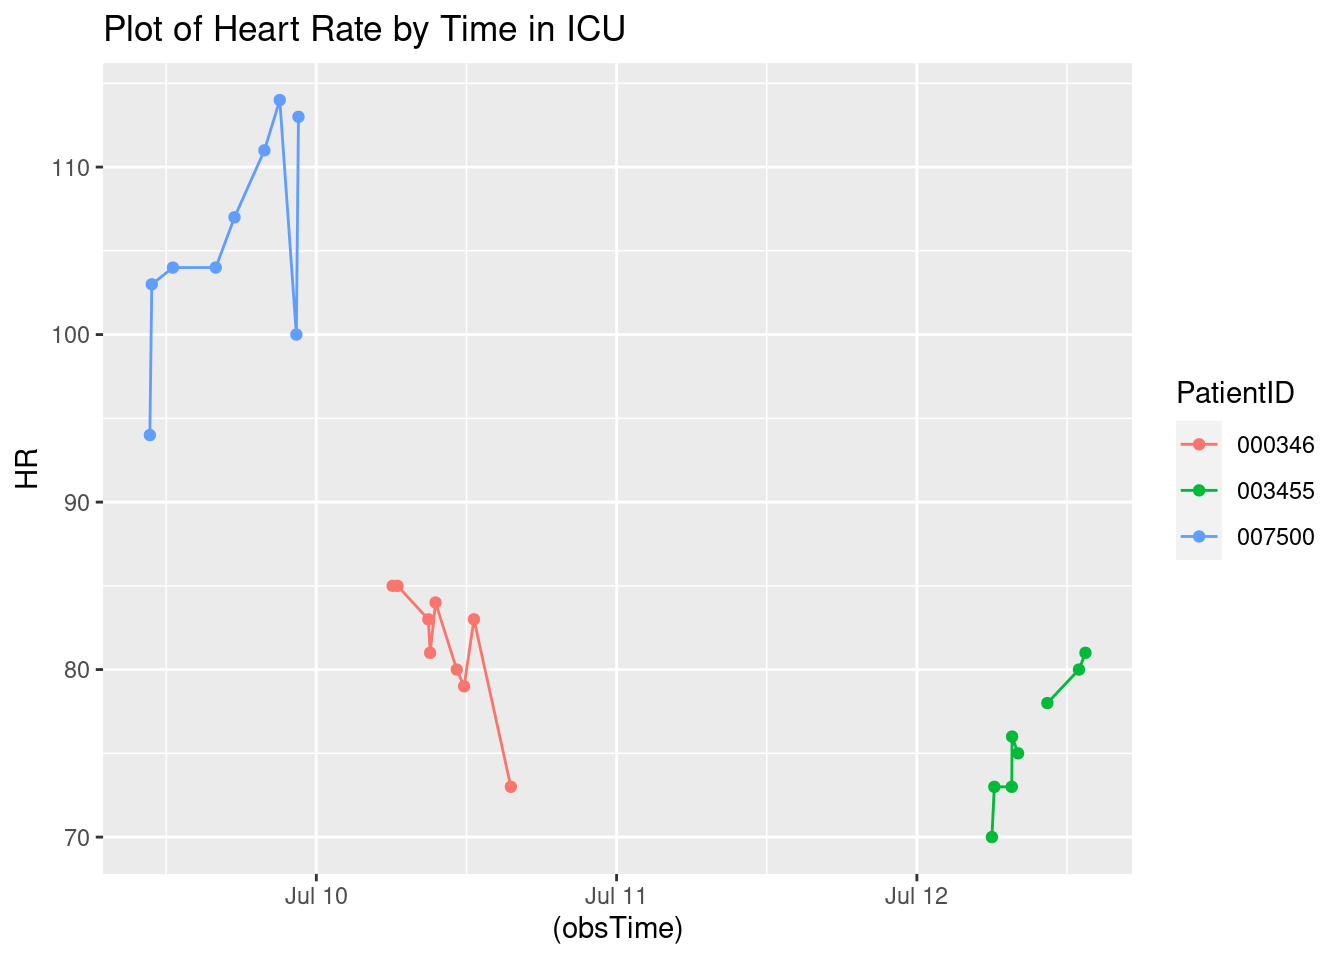 Plot of Heart Rate by Time in ICU
HR
110
100
90
80
70
Jul 10
Jul 11
Jul 12
(obsTime)
PatientID
000346
003455
007500